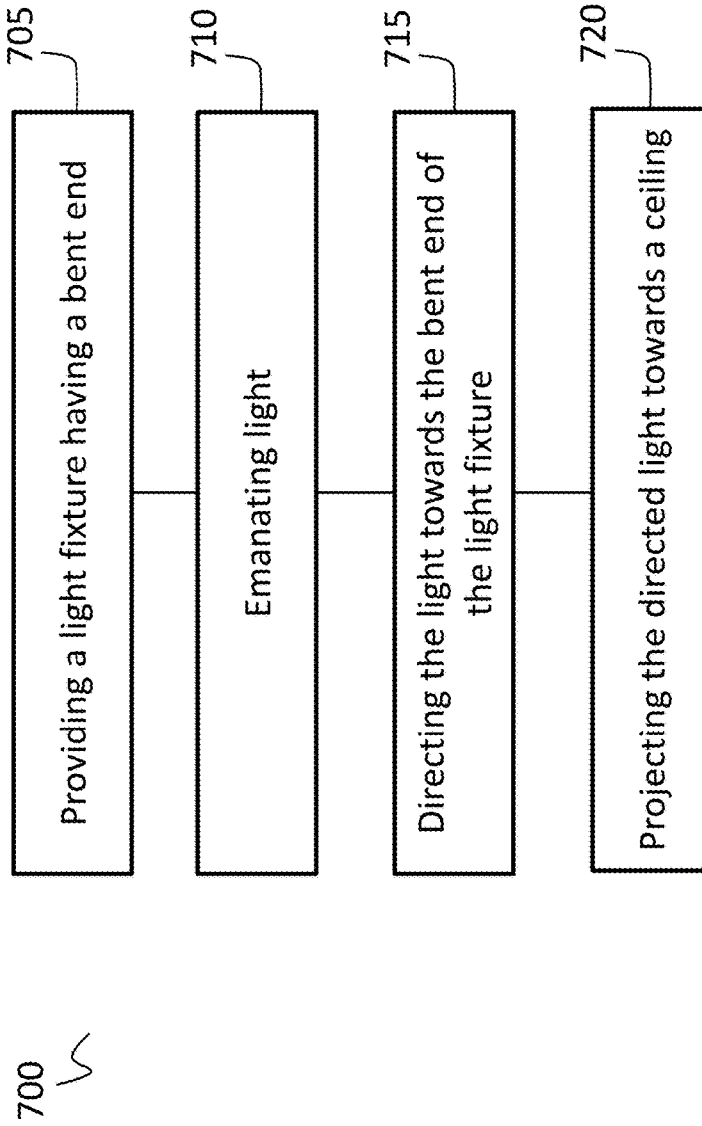 700
705
Providing a light fixture having a bent end
710
Emanating light
715
Directing the light towards the bent end of
the light fixture
720
Projecting the directed light towards a ceiling